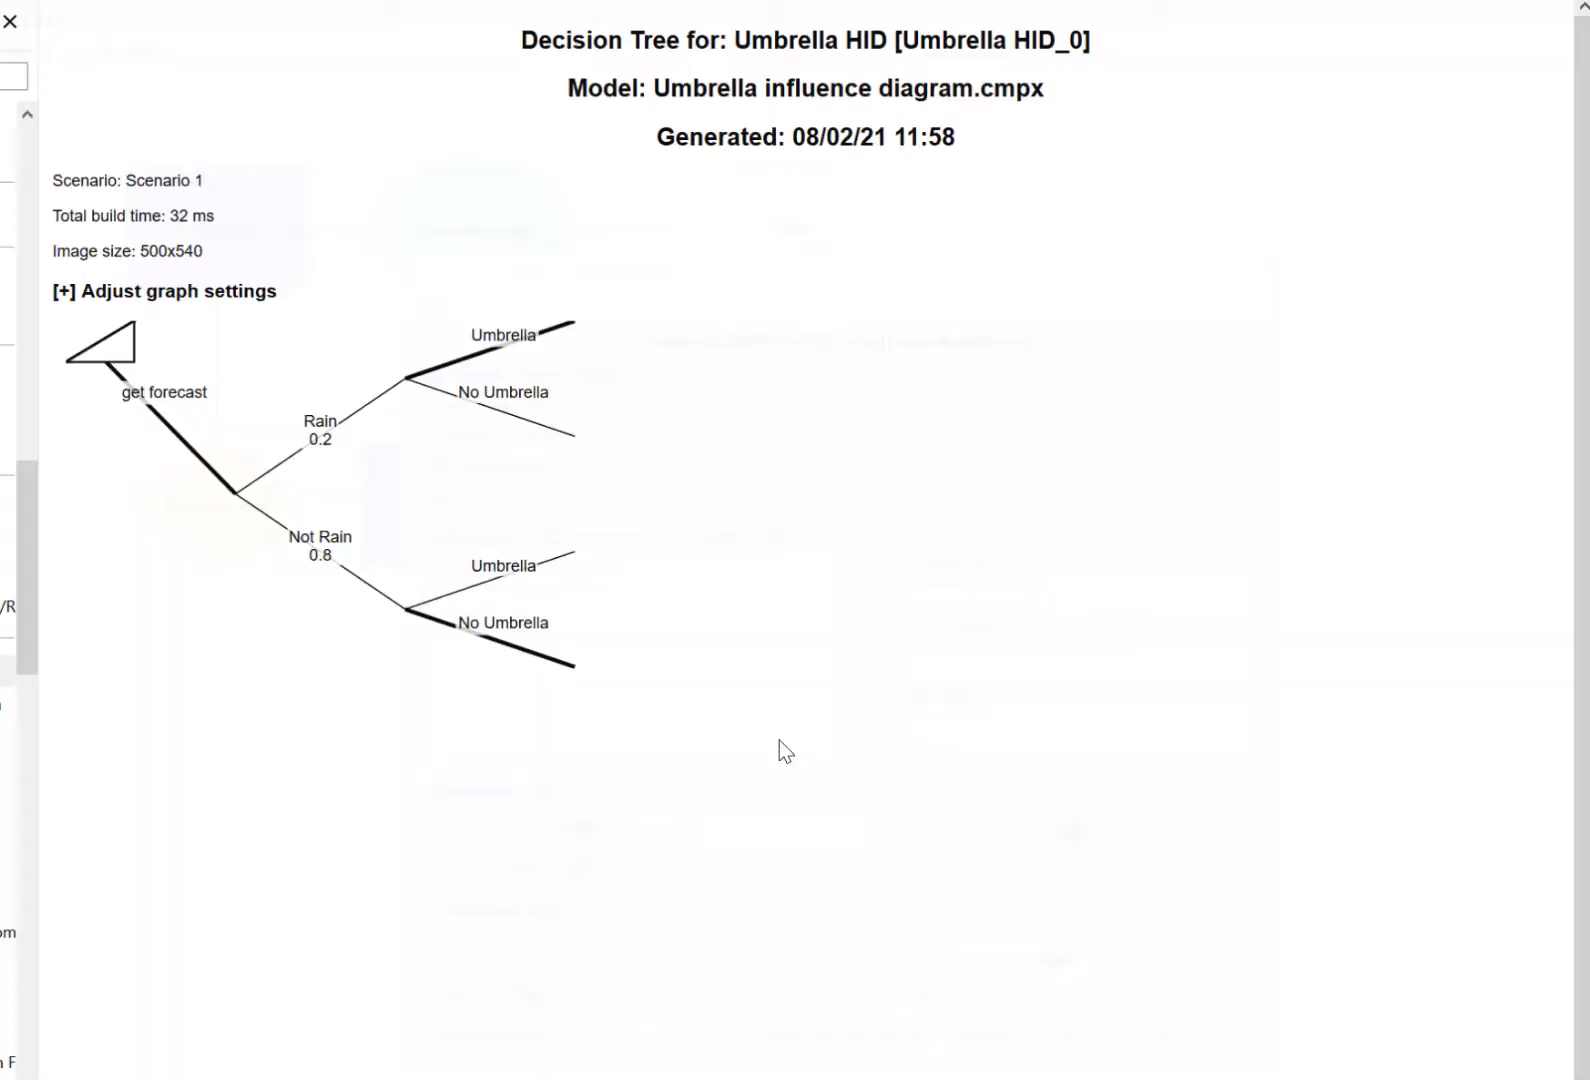 Decision Tree for: Umbrella HID [Umbrella HID_0]
Model: Umbrella influence diagram.cmpx
Generated: 08/02/21 11:58
Scenario: Scenario 1
Total build time: 32 ms
Image size: 500x540
[+] Adjust graph settings
Umbrella
get forecast
No Umbrella
Rain
0.2
Not Rain
0.8
Umbrella
No Umbrella
/R
om
n F